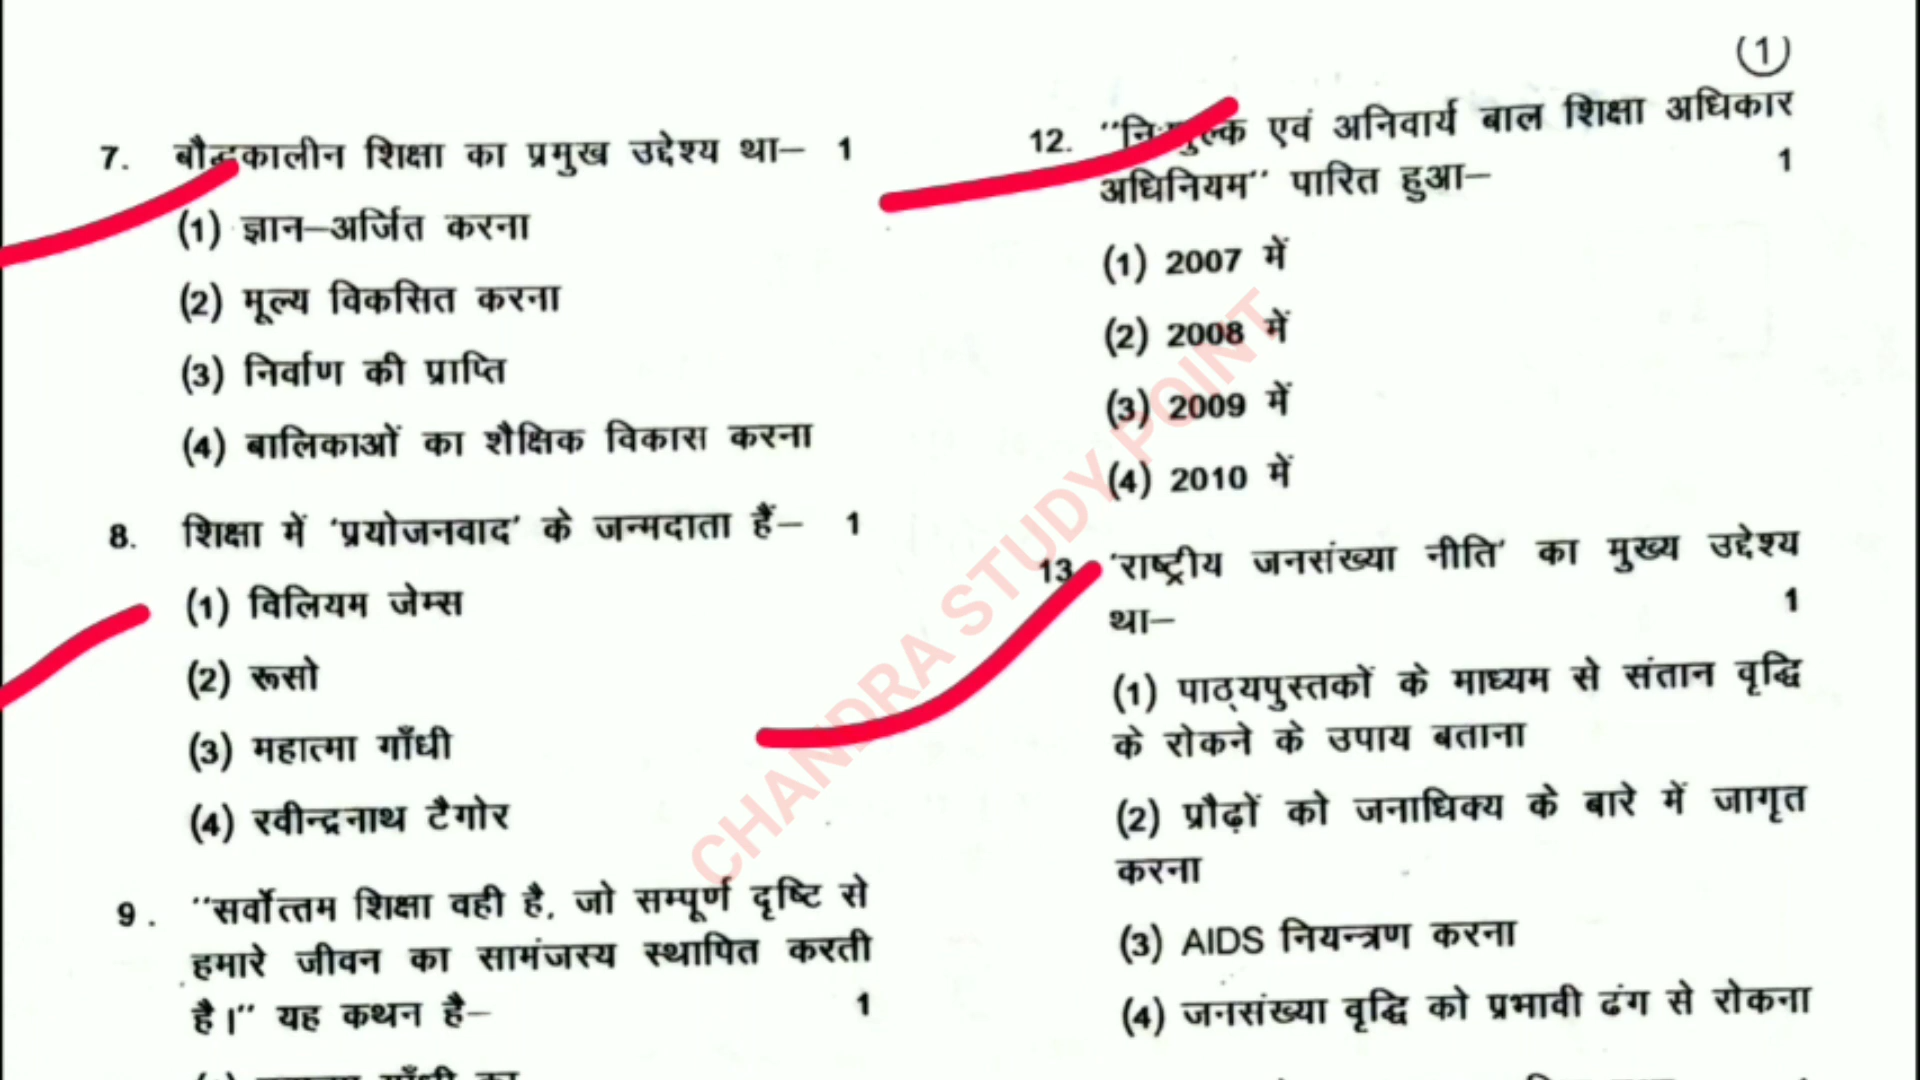 (1)
7. बौद्धकालीन शिक्षा का प्रमुख उद्देश्य था– 1
(1) ज्ञान–अर्जित करना
(2) मूल्य विकसित करना
(3) निर्वाण की प्राप्ति
(4) बालिकाओं का शैक्षिक विकास करना
8. शिक्षा में 'प्रयोजनवाद' के जन्मदाता हैं– 1
(1) विलियम जेम्स
(2) रूसो
(3) महात्मा गाँधी
(4) रवीन्द्रनाथ टैगोर
9. "सर्वोत्तम शिक्षा वही है, जो सम्पूर्ण दृष्टि से
हमारे जीवन का सामंजस्य स्थापित करती
है।" यह कथन है– 1
गाँधी का
12. "निःशुल्क एवं अनिवार्य बाल शिक्षा अधिकार
अधिनियम" पारित हुआ– 1
(1) 2007 में
(2) 2008 में
(3) 2009 में
(4) 2010 में
13. 'राष्ट्रीय जनसंख्या नीति' का मुख्य उद्देश्य
था– 1
(1) पाठ्यपुस्तकों के माध्यम से संतान वृद्धि
के रोकने के उपाय बताना
(2) प्रौढ़ों को जनाधिक्य के बारे में जागृत
करना
(3) AIDS नियन्त्रण करना
(4) जनसंख्या वृद्धि को प्रभावी ढंग से रोकना
CHANDRA STUDY POINT